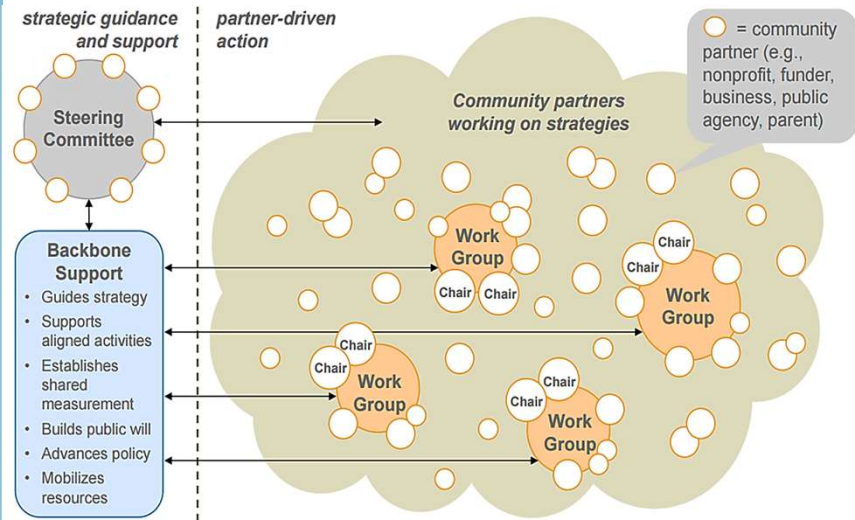 strategic guidance
and support
partner-driven
action
= community
partner (e.g.,
nonprofit, funder,
business, public
agency, parent)
Steering
Committee
Community partners
working on strategies
Backbone
Support
• Guides strategy
• Supports
aligned activities
• Establishes
shared
measurement
• Builds public will
• Advances policy
• Mobilizes
resources
Work
Group
Chair
Chair
Chair
Chair
Work
Group
Chair
Chair
Work
Group
Chair
Chair
Work
Group